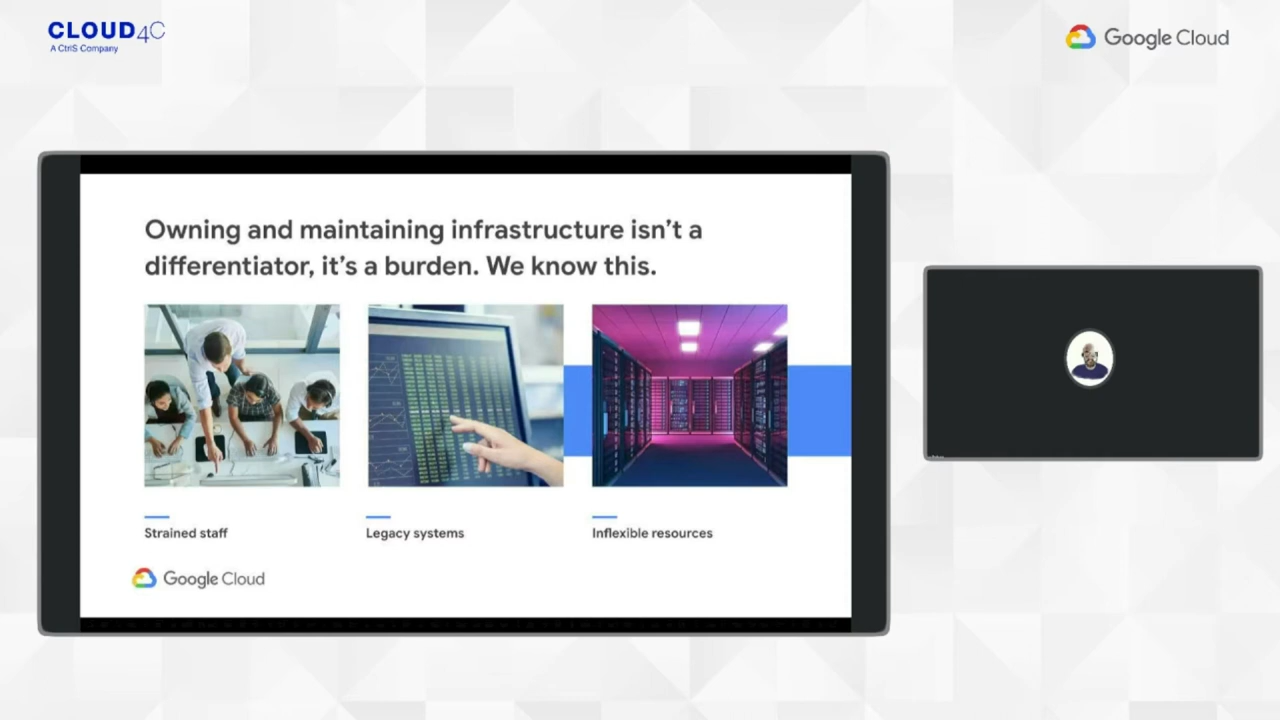 CLOUD4C
A CtrlS Company
Google Cloud
Owning and maintaining infrastructure isn't a
differentiator, it's a burden. We know this.
Strained staff
Legacy systems
Inflexible resources
Google Cloud